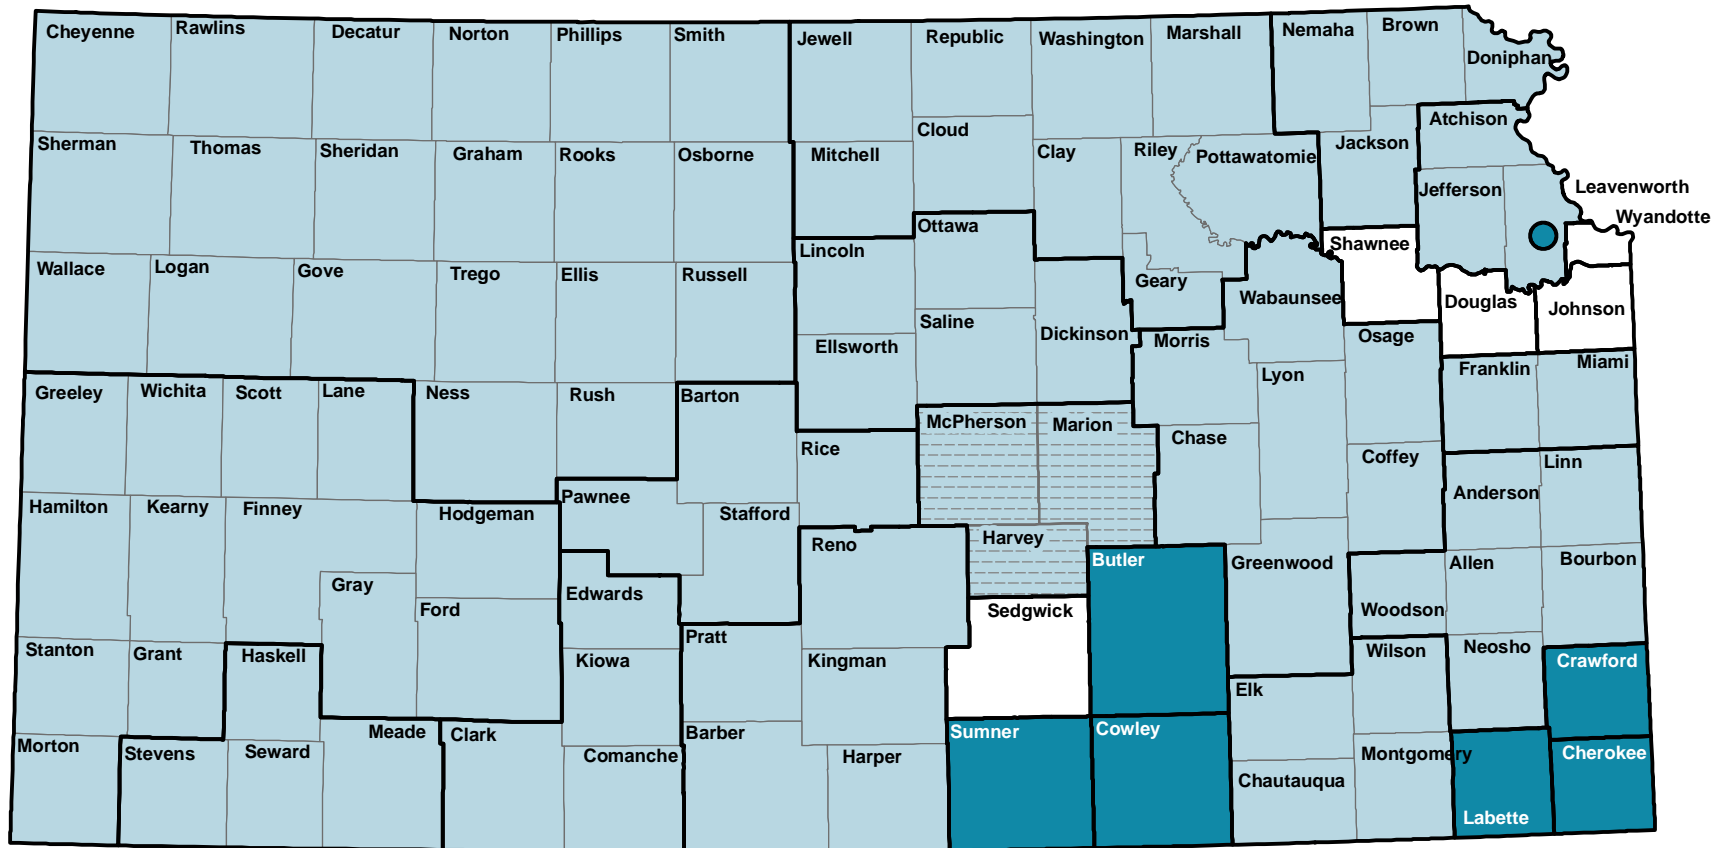 Cheyenne
Rawlins
Decatur
Norton
Phillips
Smith
Jewell
Republic
Washington
Marshall
Nemaha
Brown
Doniphan
Sherman
Thomas
Sheridan
Graham
Rooks
Osborne
Mitchell
Cloud
Clay
Riley
Pottawatomie
Jackson
Atchison
Jefferson
Leavenworth
Wyandotte
Wallace
Logan
Gove
Trego
Ellis
Russell
Lincoln
Ottawa
Saline
Dickinson
Geary
Wabaunsee
Shawnee
Douglas
Johnson
Ellsworth
Morris
Osage
Franklin
Miami
Greeley
Wichita
Scott
Lane
Ness
Rush
Barton
Rice
McPherson
Marion
Chase
Lyon
Coffey
Anderson
Linn
Hamilton
Kearny
Finney
Hodgeman
Pawnee
Stafford
Reno
Harvey
Butler
Greenwood
Woodson
Allen
Bourbon
Gray
Ford
Edwards
Sedgwick
Stanton
Grant
Haskell
Kiowa
Pratt
Kingman
Elk
Wilson
Neosho
Crawford
Morton
Stevens
Seward
Meade
Clark
Comanche
Barber
Harper
Sumner
Cowley
Chautauqua
Montgomery
Labette
Cherokee